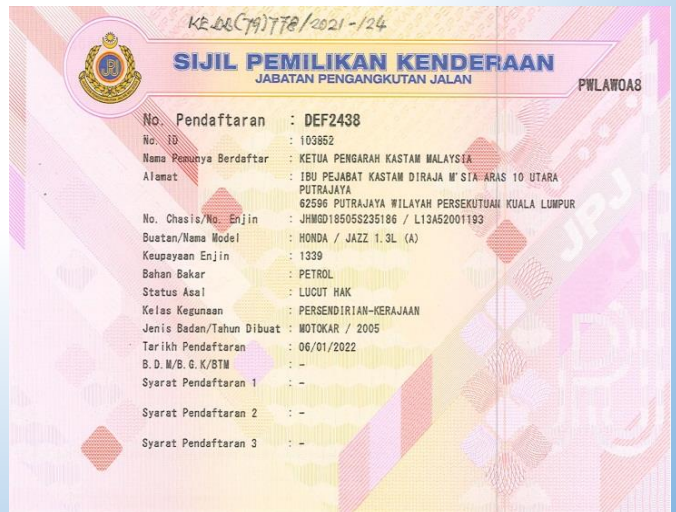 KE.BB(79)778/2021-/24
SIJIL PEMILIKAN KENDERAAN
JABATAN PENGANGKUTAN JALAN
PWLAWOA8
No. Pendaftaran : DEF2438
No. ID : 103852
Nama Pemunya Berdaftar : KETUA PENGARAH KASTAM MALAYSIA
Alamat : IBU PEJABAT KASTAM DIRAJA M'SIA ARAS 10 UTARA
PUTRAJAYA
62596 PUTRAJAYA WILAYAH PERSEKUTUAN KUALA LUMPUR
No. Chasis/No. Enjin : JHMGD18505S235186 / L13A52001193
Buatan/Nama Model : HONDA / JAZZ 1.3L (A)
Keupayaan Enjin : 1339
Bahan Bakar : PETROL
Status Asal : LUCUT HAK
Kelas Kegunaan : PERSENDIRIAN-KERAJAAN
Jenis Badan/Tahun Dibuat : MOTOKAR / 2005
Tarikh Pendaftaran : 06/01/2022
B.D.M/B.G.K/BTM : -
Syarat Pendaftaran 1 : -
Syarat Pendaftaran 2 : -
Syarat Pendaftaran 3 : -
JPJ